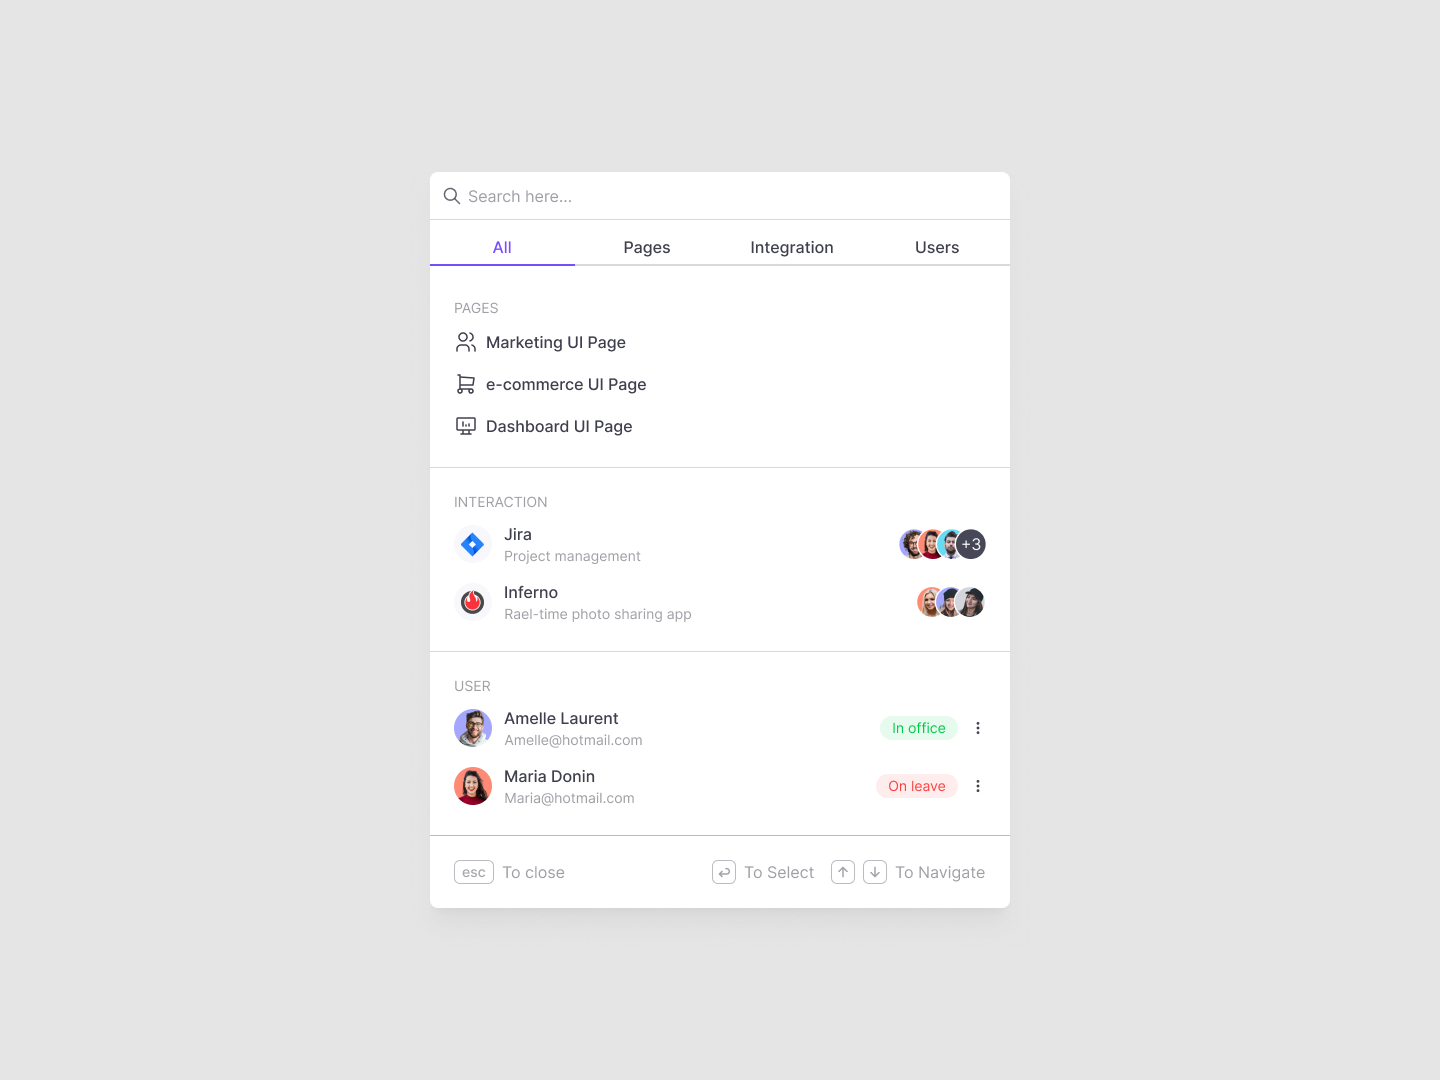 Search here...
All Pages Integration Users
PAGES
Marketing UI Page
e-commerce UI Page
Dashboard UI Page
INTERACTION
Jira
Project management
+3
Inferno
Rael-time photo sharing app
USER
Amelle Laurent
Amelle@hotmail.com
In office
Maria Donin
Maria@hotmail.com
On leave
esc To close To Select To Navigate